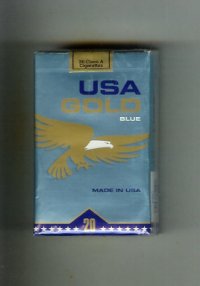 20 Class A
Cigarettes
USA
GOLD
BLUE
MADE IN USA
20